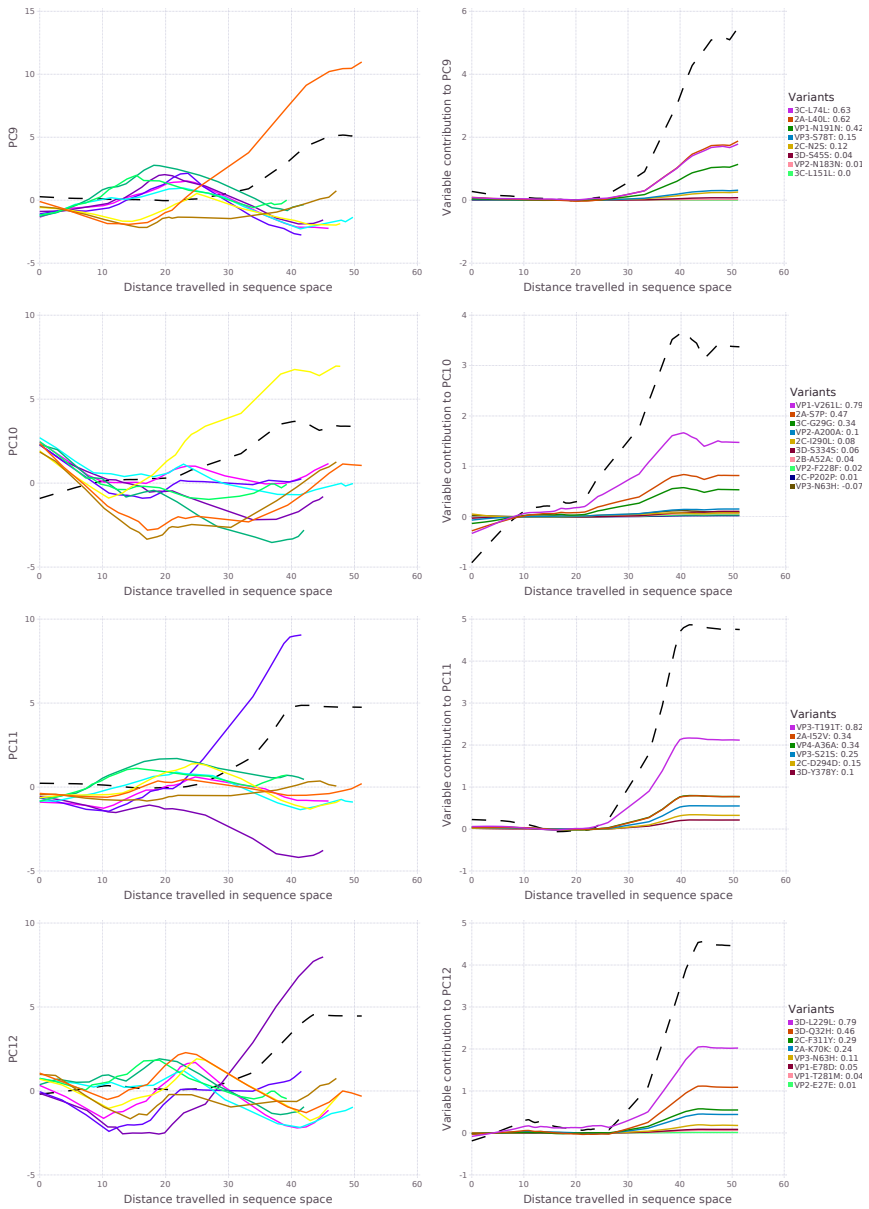 15
10
5
0
-5
PC9
0 10 20 30 40 50 60
Distance travelled in sequence space
6
4
2
0
-2
Variable contribution to PC9
0 10 20 30 40 50 60
Distance travelled in sequence space
Variants
3C-L74L: 0.63
2A-L40L: 0.62
VP1-N191N: 0.42
VP3-S78T: 0.15
2C-N2S: 0.12
3D-S45S: 0.04
VP2-N183N: 0.01
3C-L151L: 0.0
10
5
0
-5
PC10
0 10 20 30 40 50 60
Distance travelled in sequence space
4
3
2
1
0
-1
Variable contribution to PC10
0 10 20 30 40 50 60
Distance travelled in sequence space
Variants
VP1-V261L: 0.79
2A-S7P: 0.47
3C-G29G: 0.34
VP2-A200A: 0.1
2C-I290L: 0.08
3D-S334S: 0.06
2B-A52A: 0.04
VP2-F228F: 0.02
2C-P202P: 0.01
VP3-N63H: -0.07
10
5
0
-5
PC11
0 10 20 30 40 50 60
Distance travelled in sequence space
5
4
3
2
1
0
-1
Variable contribution to PC11
0 10 20 30 40 50 60
Distance travelled in sequence space
Variants
VP3-T191T: 0.82
2A-I52V: 0.34
VP4-A36A: 0.34
VP3-S21S: 0.25
2C-D294D: 0.15
3D-Y378Y: 0.1
10
5
0
-5
PC12
0 10 20 30 40 50 60
Distance travelled in sequence space
5
4
3
2
1
0
-1
Variable contribution to PC12
0 10 20 30 40 50 60
Distance travelled in sequence space
Variants
3D-L229L: 0.79
3D-Q32H: 0.46
2C-F311Y: 0.29
2A-K70K: 0.24
VP3-N63H: 0.11
VP1-E78D: 0.05
VP1-T281M: 0.04
VP2-E27E: 0.01